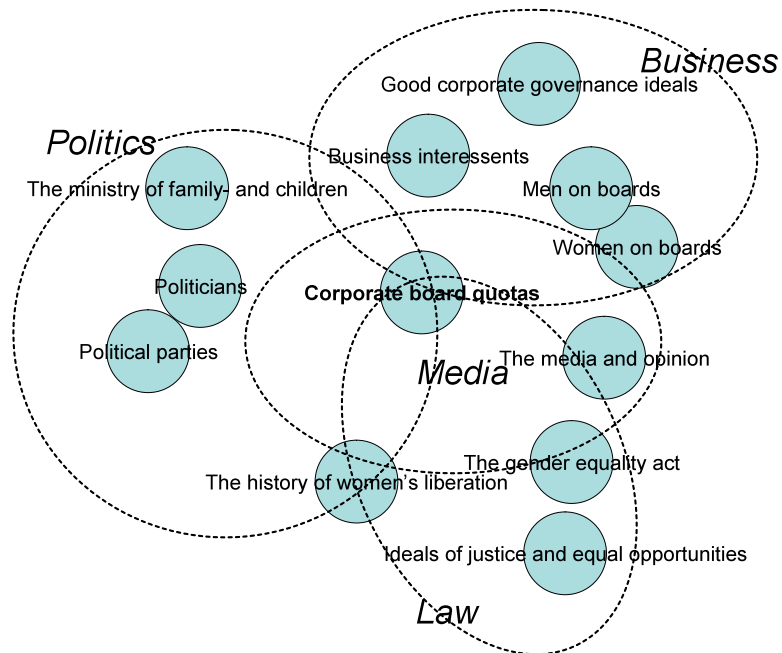 Business
Good corporate governance ideals
Politics
Business interessents
The ministry of family- and children
Men on boards
Women on boards
Politicians
Corporate board quotas
Political parties
The media and opinion
Media
The gender equality act
The history of women's liberation
Ideals of justice and equal opportunities
Law